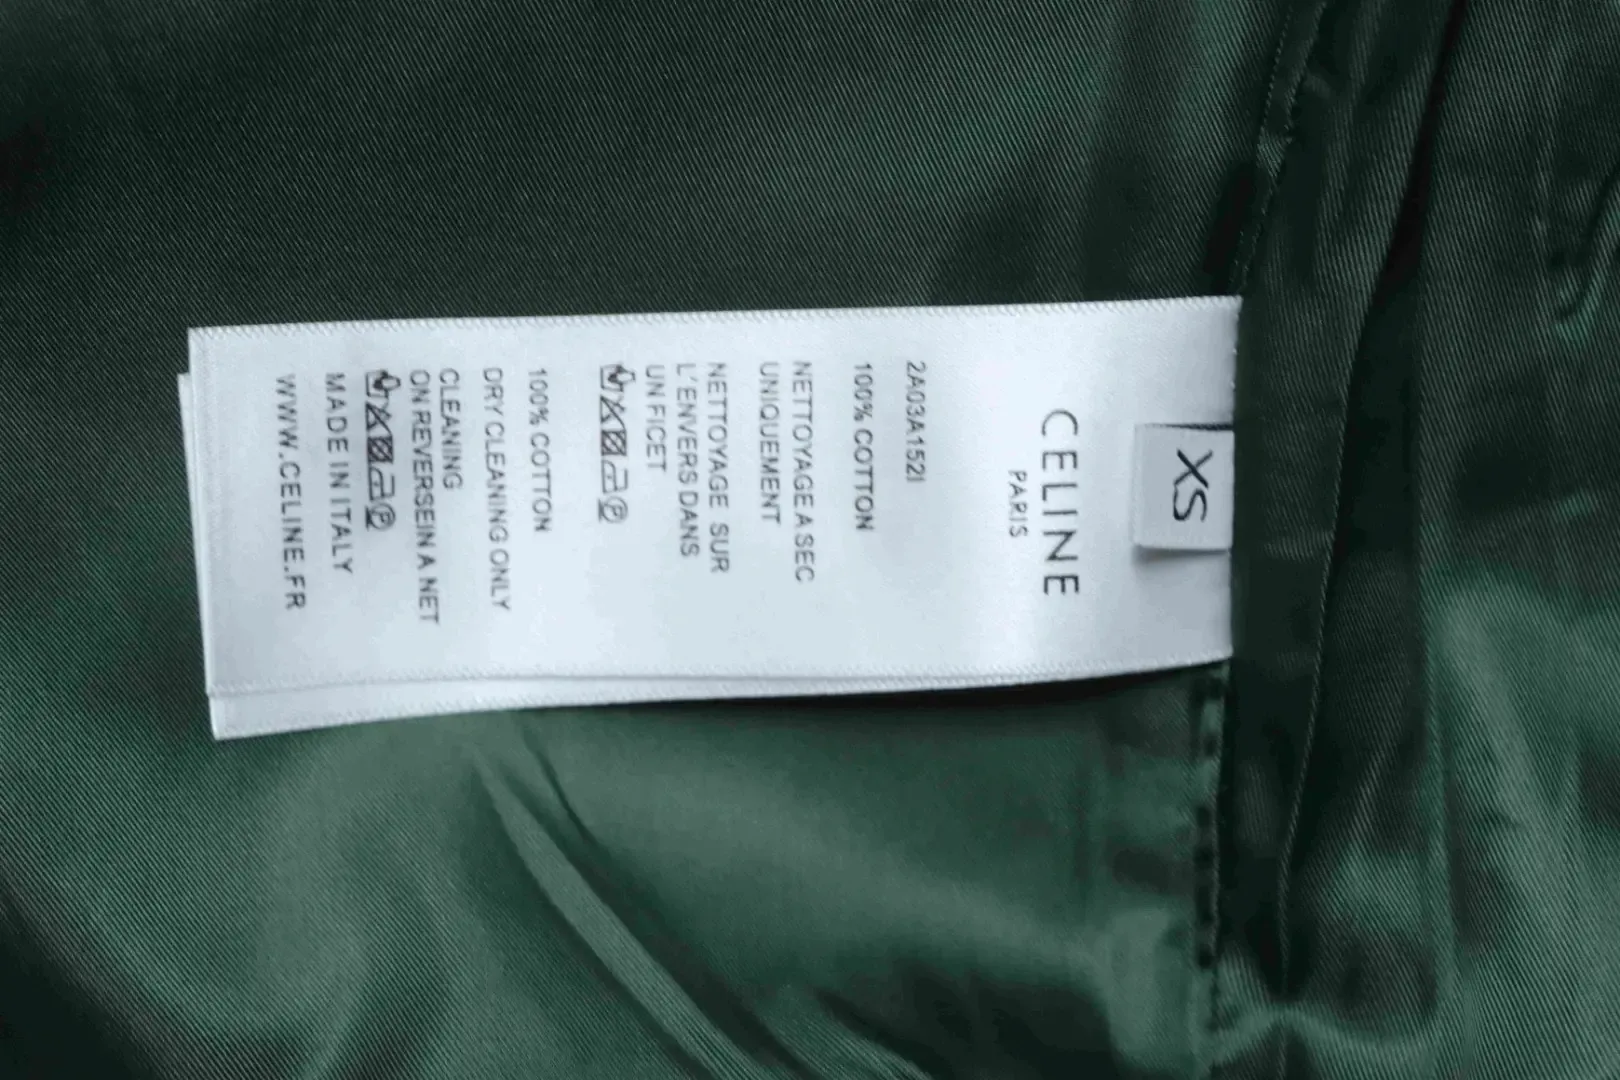 XS
CELINE
PARIS
2A03A152I
100% COTTON
NETTOYAGE A SEC
UNIQUEMENT
NETTOYAGE SUR
L'ENVERS DANS
UN FICET
100% COTTON
DRY CLEANING ONLY
CLEANING
ON REVERSEIN A NET
MADE IN ITALY
WWW.CELINE.FR